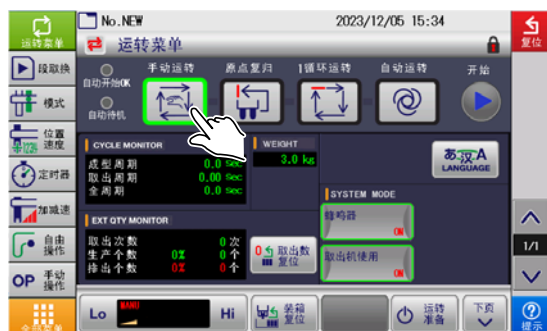 No.NEW 2023/12/05 15:34
运转菜单
复位
运转菜单
手动运转 原点复归 1循环运转 自动运转 开始
自动开始OK
自动待机
段取换
模式
位置
速度
定时器
加减速
自由
操作
OP 手动
操作
全部菜单
CYCLE MONITOR
成型周期 0.0 sec
取出周期 0.00 sec
全周期 0.0 sec
WEIGHT
3.0 kg
あ汉A
LANGUAGE
SYSTEM MODE
蜂鸣器
ON
取出机使用
ON
EXT QTY MONITOR
取出次数 0次
生产个数 0% 0个
排出个数 0% 0个
取出数
复位
1/1
Lo Hi
装箱
复位
运转
准备
下页
提示